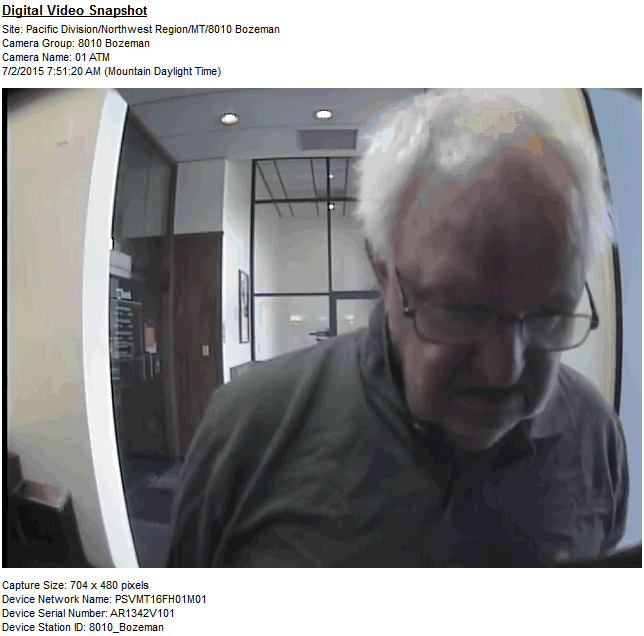 Digital Video Snapshot
Site: Pacific Division/Northwest Region/MT/8010 Bozeman
Camera Group: 8010 Bozeman
Camera Name: 01 ATM
7/2/2015 7:51:20 AM (Mountain Daylight Time)
Capture Size: 704 x 480 pixels
Device Network Name: PSVMT16FH01M01
Device Serial Number: AR1342V101
Device Station ID: 8010_Bozeman